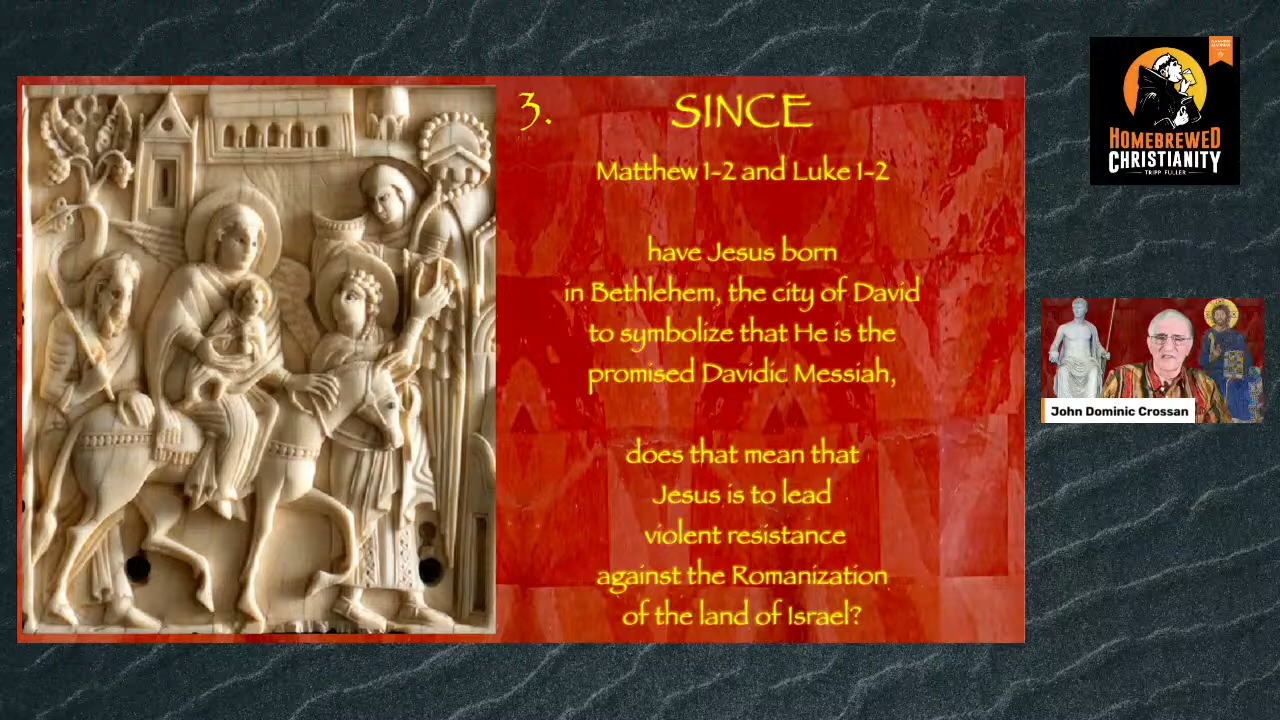 3.
SINCE
Matthew 1-2 and Luke 1-2
have Jesus born
in Bethlehem, the city of David
to symbolize that He is the
promised Davidic Messiah,
does that mean that
Jesus is to lead
violent resistance
against the Romanization
of the land of Israel?
HOMEBREWED
CHRISTIANITY
TRIPP FULLER
John Dominic Crossan